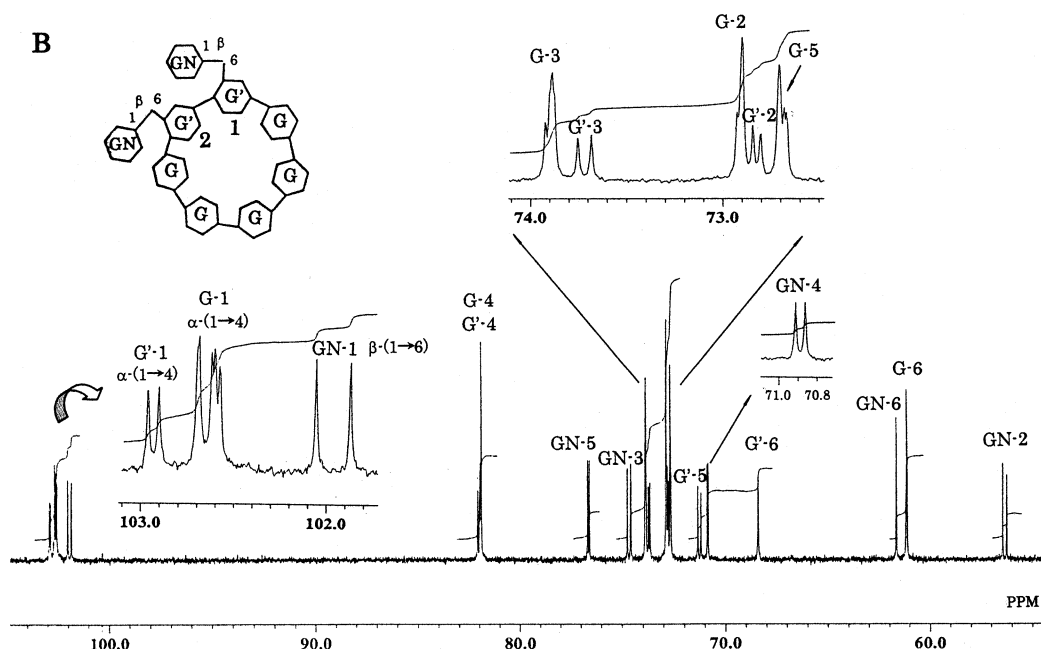 B
1 β
GN 6
G'
β 6
1 G' 1 G
GN 2
G G
G G
G-2
G-3 G-5
G'-3 G'-2
74.0 73.0
GN-4
71.0 70.8
G-1
α-(1→4)
G'-1 GN-1 β-(1→6)
α-(1→4)
103.0 102.0
G-4
G'-4
GN-5 GN-3 G'-5 G'-6 GN-6 G-6 GN-2
PPM
100.0 90.0 80.0 70.0 60.0